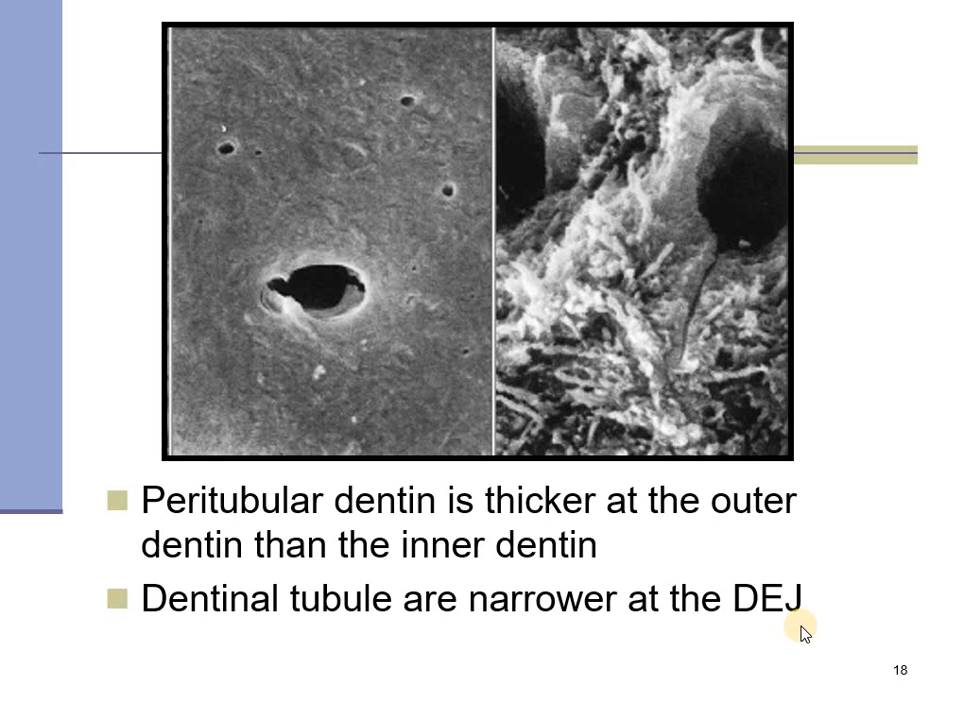 Peritubular dentin is thicker at the outer
dentin than the inner dentin
Dentinal tubule are narrower at the DEJ
18